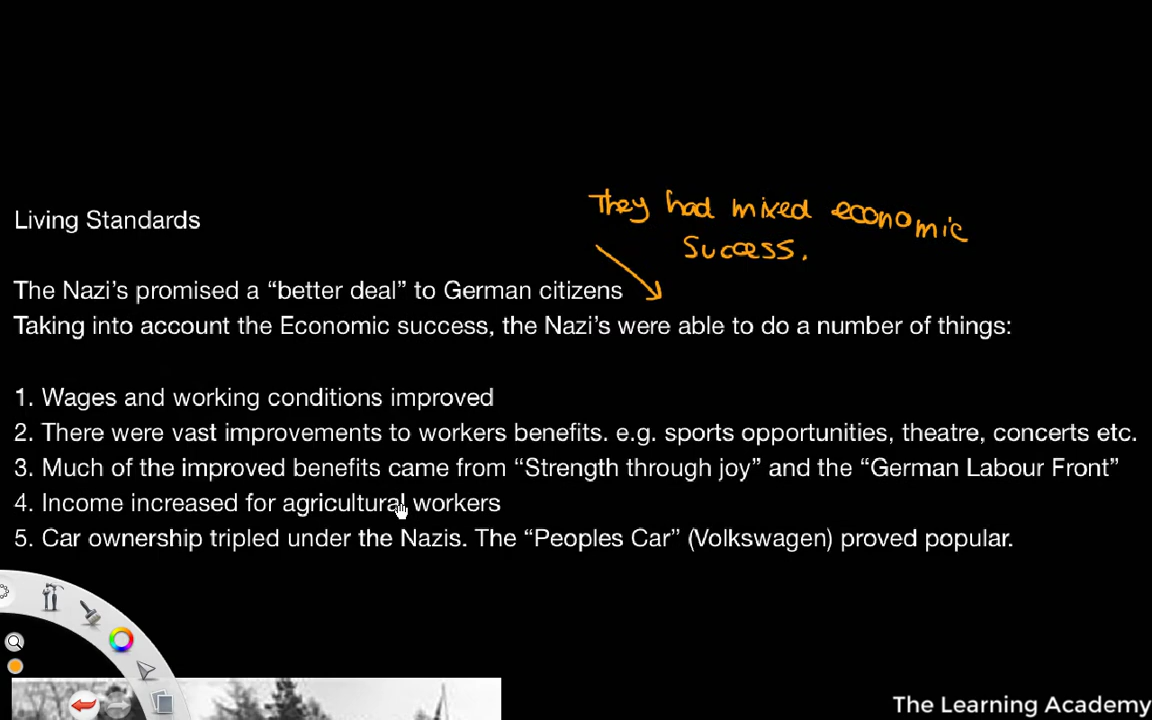 They had mixed economic
success.
Living Standards
The Nazi's promised a “better deal” to German citizens
Taking into account the Economic success, the Nazi's were able to do a number of things:
1. Wages and working conditions improved
2. There were vast improvements to workers benefits. e.g. sports opportunities, theatre, concerts etc.
3. Much of the improved benefits came from “Strength through joy” and the “German Labour Front”
4. Income increased for agricultural workers
5. Car ownership tripled under the Nazis. The “Peoples Car” (Volkswagen) proved popular.
The Learning Academy